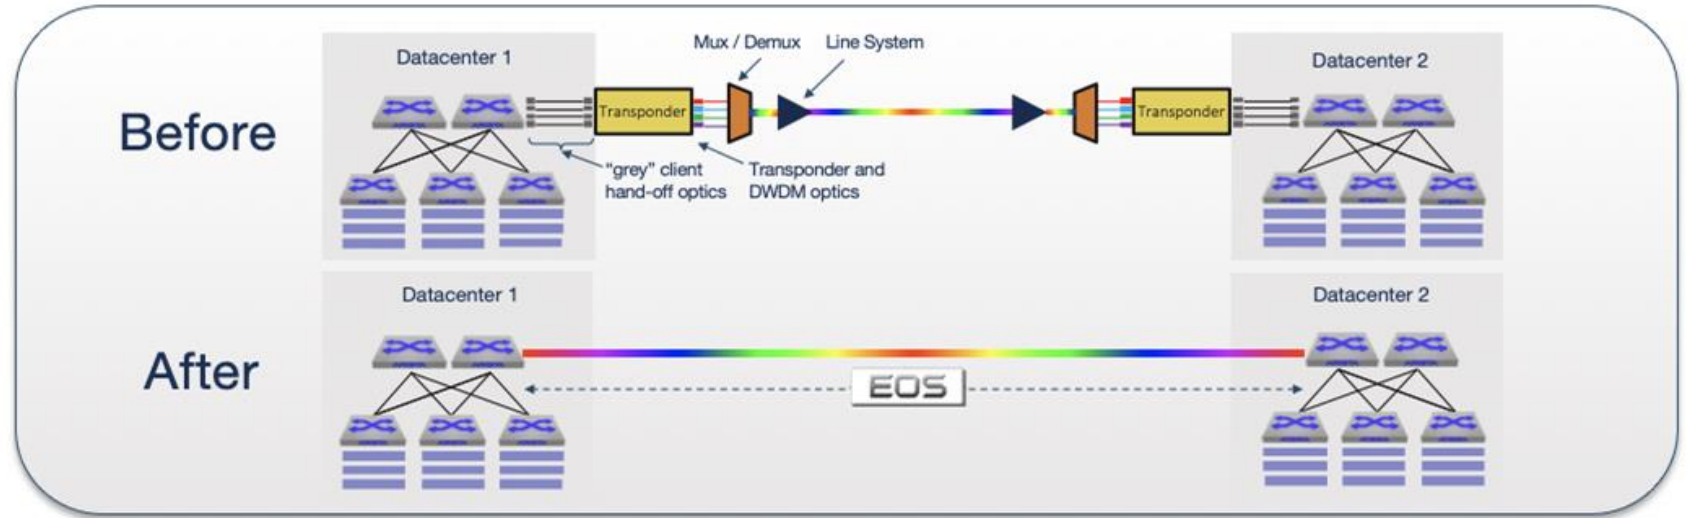 Before
Datacenter 1
Mux / Demux
Line System
Transponder
"grey" client
hand-off optics
Transponder and
DWDM optics
Transponder
Datacenter 2
After
Datacenter 1
EOS
Datacenter 2